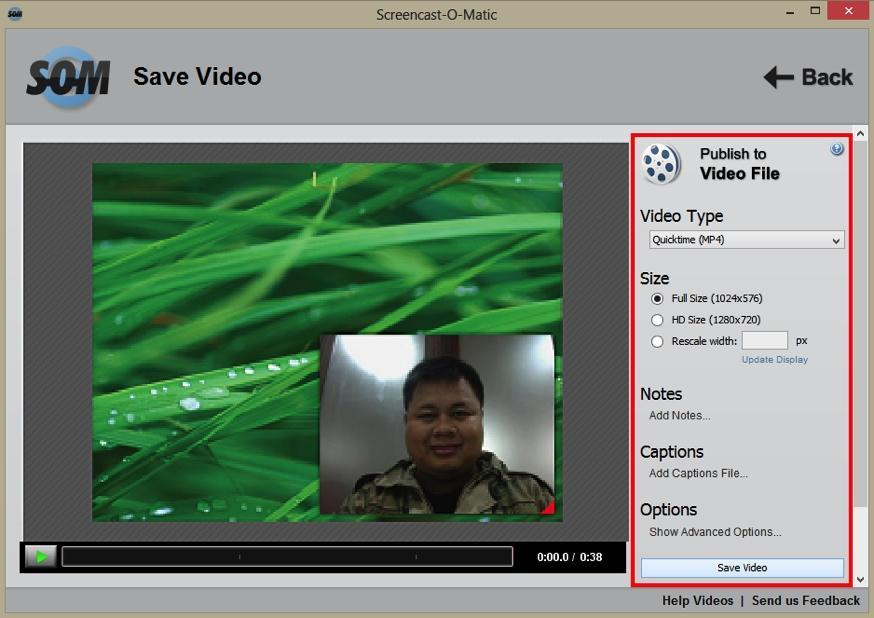 SOM
Screencast-O-Matic
SOM
Save Video
Back
Publish to
Video File
?
Video Type
Quicktime (MP4)
Size
Full Size (1024x576)
HD Size (1280x720)
Rescale width: px
Update Display
Notes
Add Notes...
Captions
Add Captions File...
Options
Show Advanced Options...
Save Video
0:00.0 / 0:38
Help Videos | Send us Feedback